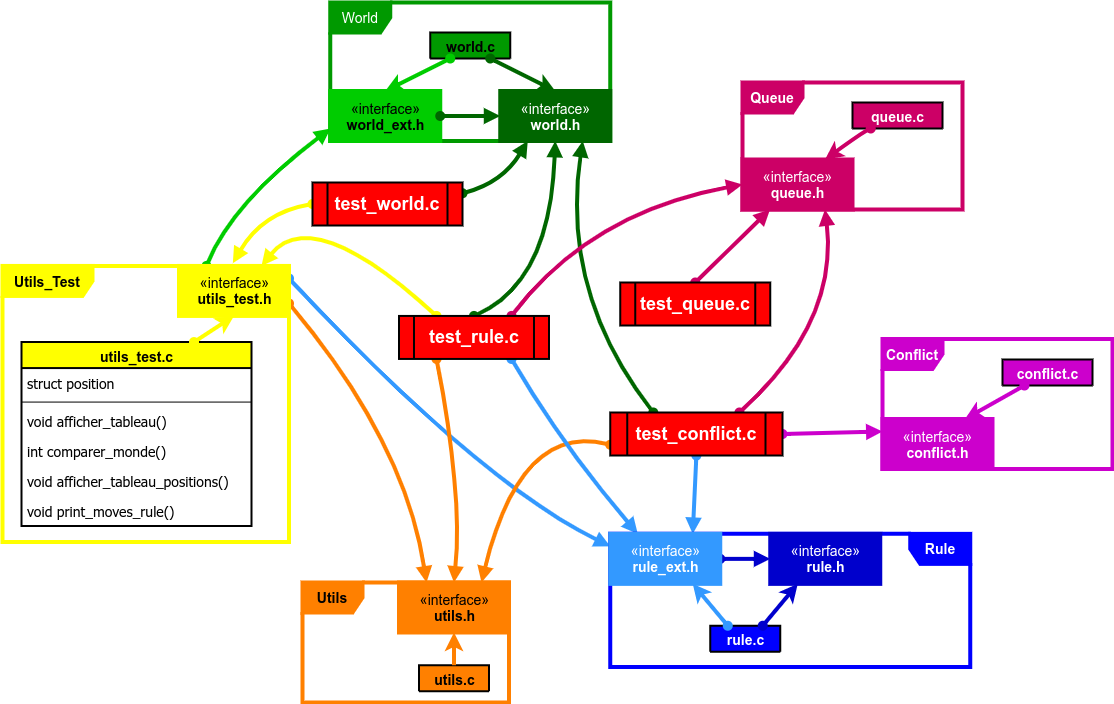 World
world.c
«interface»
world_ext.h
«interface»
world.h
Queue
queue.c
«interface»
queue.h
test_world.c
Utils_Test
«interface»
utils_test.h
test_queue.c
test_rule.c
utils_test.c
struct position
void afficher_tableau()
int comparer_monde()
void afficher_tableau_positions()
void print_moves_rule()
Conflict
conflict.c
«interface»
conflict.h
test_conflict.c
«interface»
rule_ext.h
«interface»
rule.h
Rule
rule.c
Utils
«interface»
utils.h
utils.c